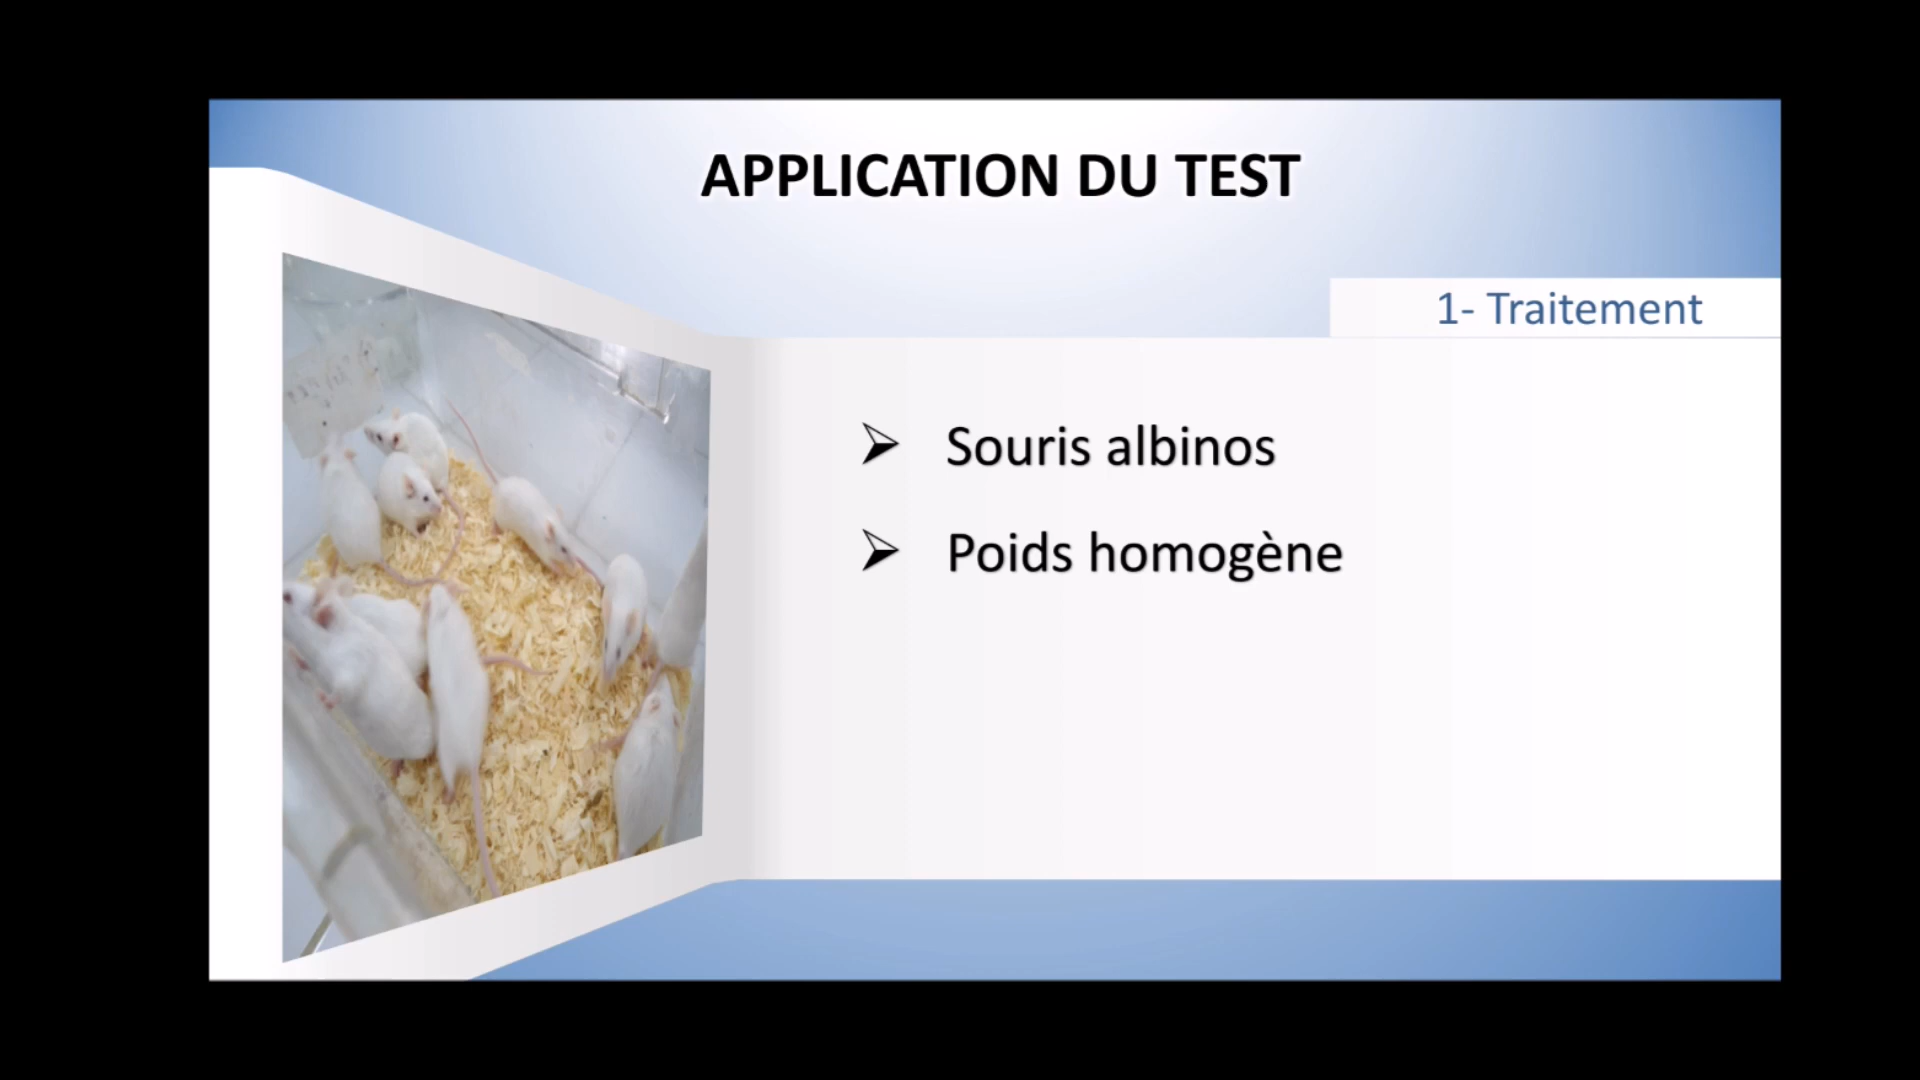 APPLICATION DU TEST
1- Traitement
Souris albinos
Poids homogène